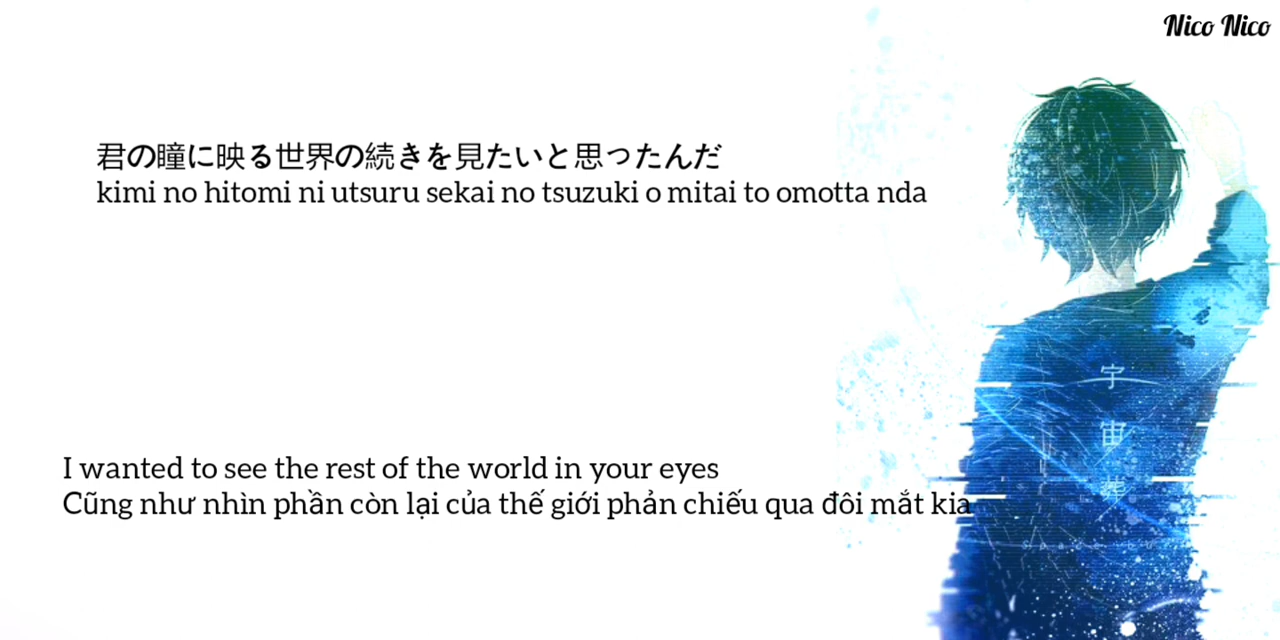 Nico Nico
君の瞳に映る世界の続きを見たいと思ったんだ
kimi no hitomi ni utsuru sekai no tsuzuki o mitai to omotta nda
I wanted to see the rest of the world in your eyes
Cũng như nhìn phần còn lại của thế giới phản chiếu qua đôi mắt kia
宇
宙
葬